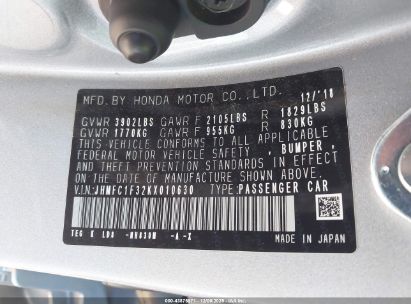 MFD.BY HONDA MOTOR CO.,LTD. 12/'18
GVWR 3902LBS GAWR F 2105LBS R 1829LBS
GVWR 1770KG GAWR F 955KG R 830KG
THIS VEHICLE CONFORMS TO ALL APPLICABLE
FEDERAL MOTOR VEHICLE SAFETY, BUMPER,
AND THEFT PREVENTION STANDARDS IN EFFECT
ON THE DATE OF MANUFACTURE SHOWN ABOVE.
V.I.N:JHMFC1F32KX010630 TYPE:PASSENGER CAR
MADE IN JAPAN